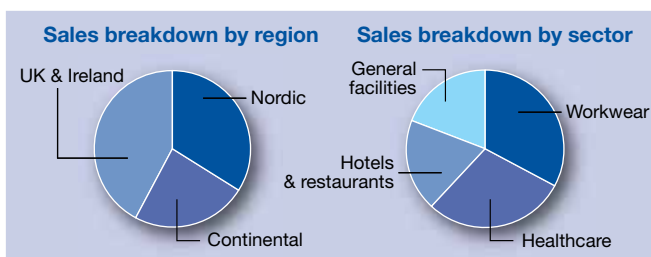 Sales breakdown by region
UK & Ireland
Nordic
Continental
Sales breakdown by sector
General
facilities
Workwear
Hotels
& restaurants
Healthcare